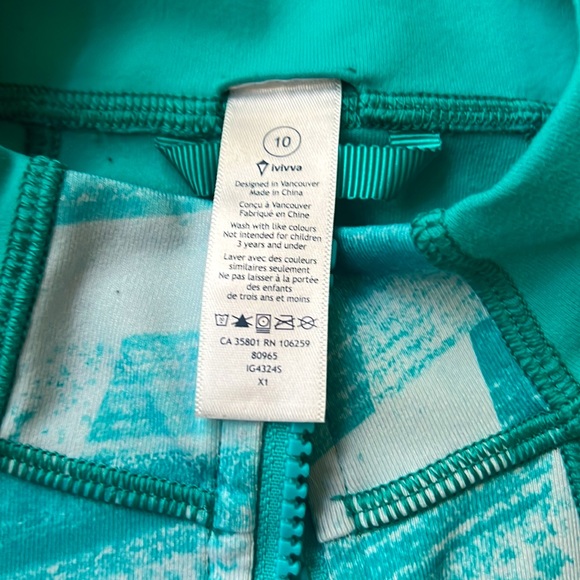 10
ivivva
Designed in Vancouver
Made in China
Conçu à Vancouver
Fabriqué en Chine
Wash with like colours
Not intended for children
3 years and under
Laver avec des couleurs
similaires seulement
Ne pas laisser à la portée
des enfants
de trois ans et moins
CA 35801 RN 106259
80965
IG4324S
X1